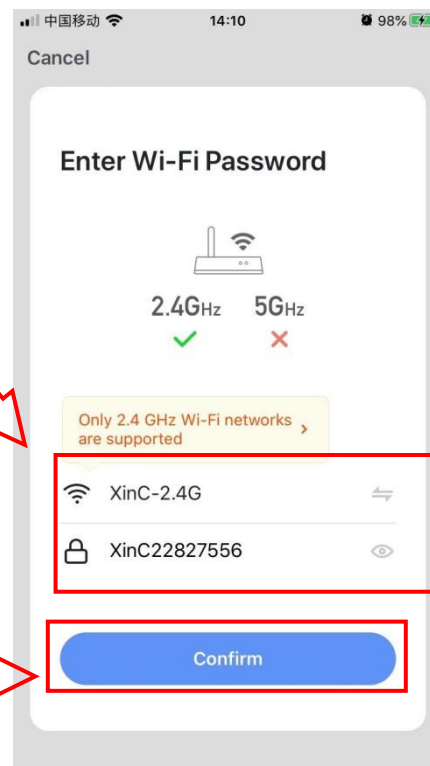 中国移动 14:10 98%
Cancel
Enter Wi-Fi Password
2.4GHz 5GHz
Only 2.4 GHz Wi-Fi networks
are supported
XinC-2.4G
XinC22827556
Confirm